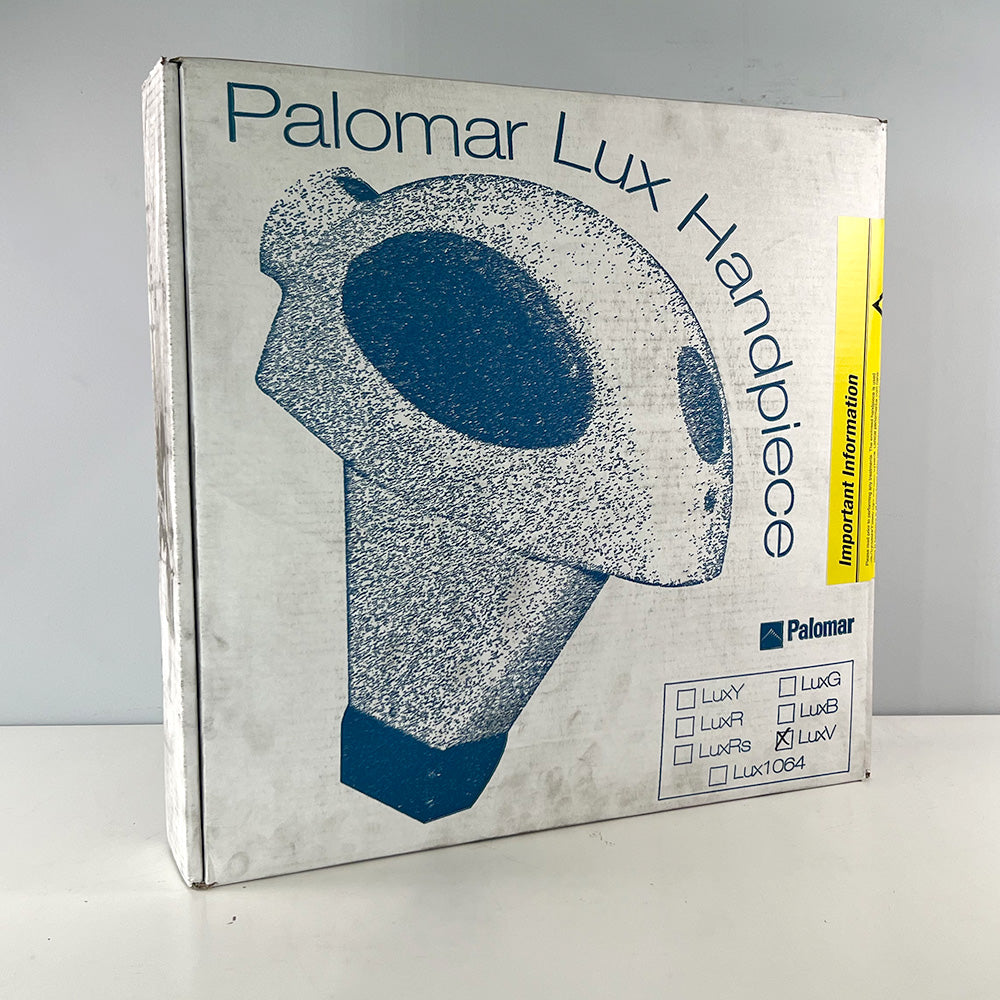 Palomar Lux Handpiece
Important Information
Palomar
LuxY
LuxG
LuxR
LuxB
LuxRs
LuxV
Lux1064